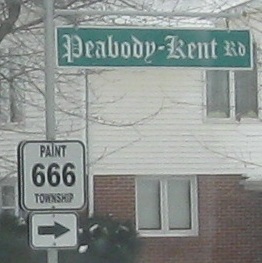 Peabody-Kent RD
PAINT
666
TOWNSHIP